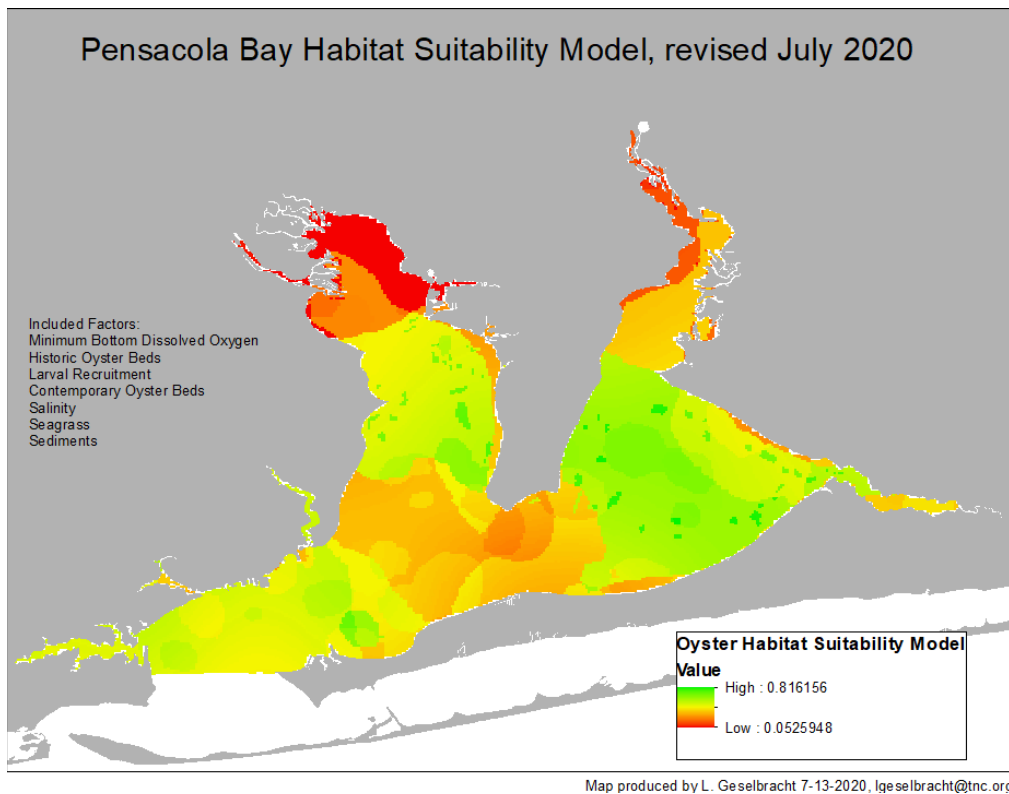 Pensacola Bay Habitat Suitability Model, revised July 2020
Included Factors:
Minimum Bottom Dissolved Oxygen
Historic Oyster Beds
Larval Recruitment
Contemporary Oyster Beds
Salinity
Seagrass
Sediments
Oyster Habitat Suitability Model
Value
High : 0.816156
Low : 0.0525948
Map produced by L. Geselbracht 7-13-2020, lgeselbracht@tnc.org